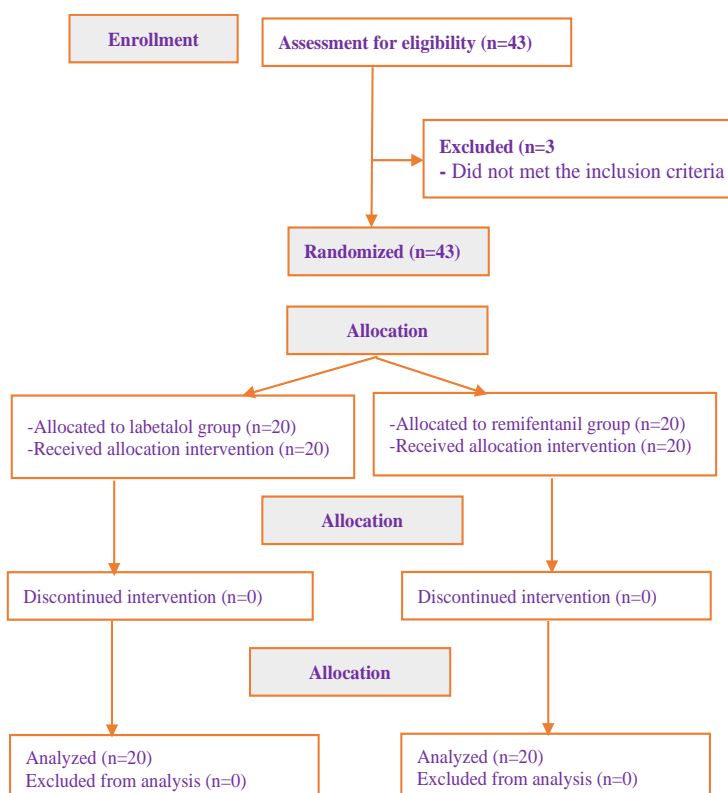 Enrollment
Assessment for eligibility (n=43)
Excluded (n=3
- Did not met the inclusion criteria
Randomized (n=43)
Allocation
-Allocated to labetalol group (n=20)
-Received allocation intervention (n=20)
-Allocated to remifentanil group (n=20)
-Received allocation intervention (n=20)
Allocation
Discontinued intervention (n=0)
Discontinued intervention (n=0)
Allocation
Analyzed (n=20)
Excluded from analysis (n=0)
Analyzed (n=20)
Excluded from analysis (n=0)